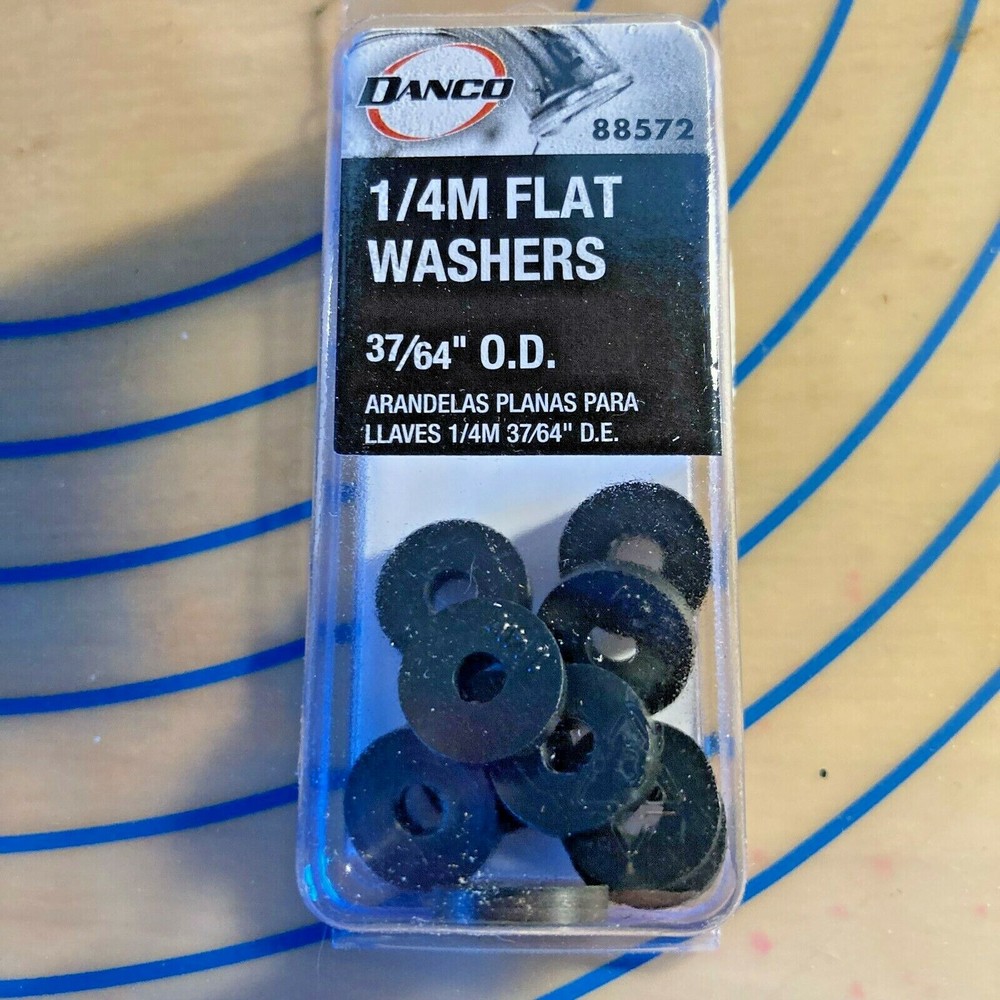 DANCO
88572
1/4M FLAT
WASHERS
37/64" O.D.
ARANDELAS PLANAS PARA
LLAVES 1/4M 37/64" D.E.